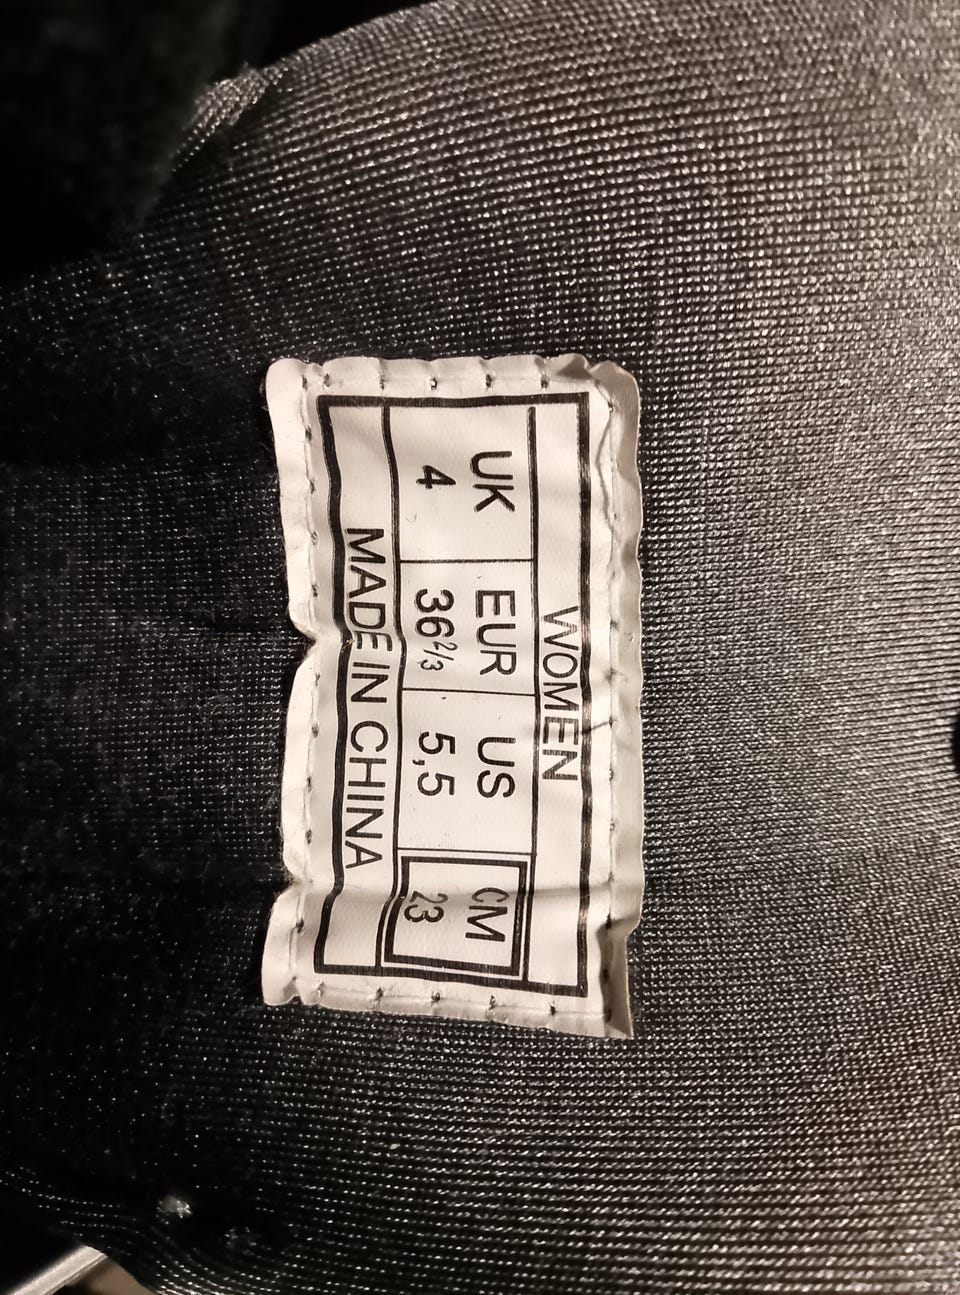 WOMEN
UK EUR US CM
4 36⅔ 5,5 23
MADE IN CHINA